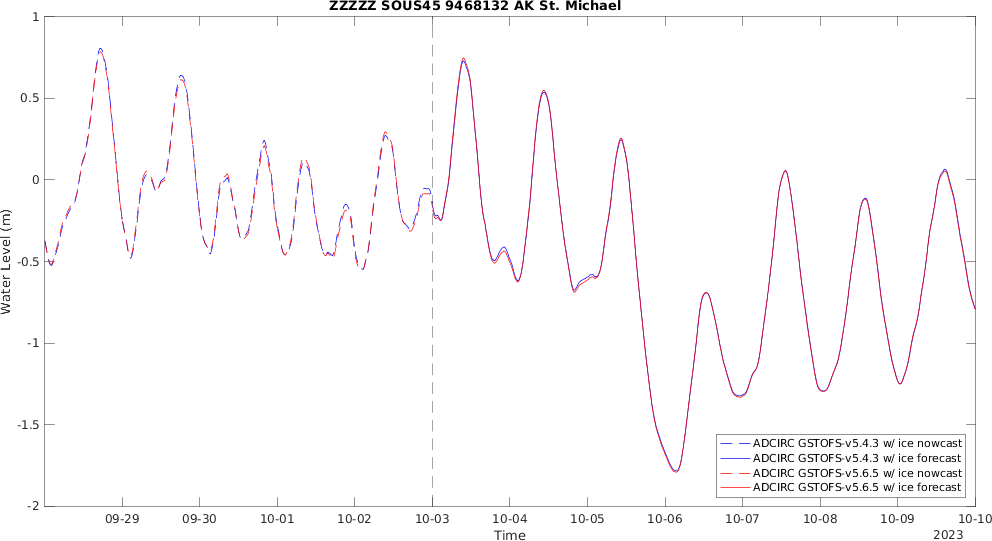 ZZZZZ SOUS45 9468132 AK St. Michael
1
0.5
0
-0.5
-1
-1.5
-2
Water Level (m)
ADCIRC GSTOFS-v5.4.3 w/ ice nowcast
ADCIRC GSTOFS-v5.4.3 w/ ice forecast
ADCIRC GSTOFS-v5.6.5 w/ ice nowcast
ADCIRC GSTOFS-v5.6.5 w/ ice forecast
09-29 09-30 10-01 10-02 10-03 10-04 10-05 10-06 10-07 10-08 10-09 10-10
Time
2023